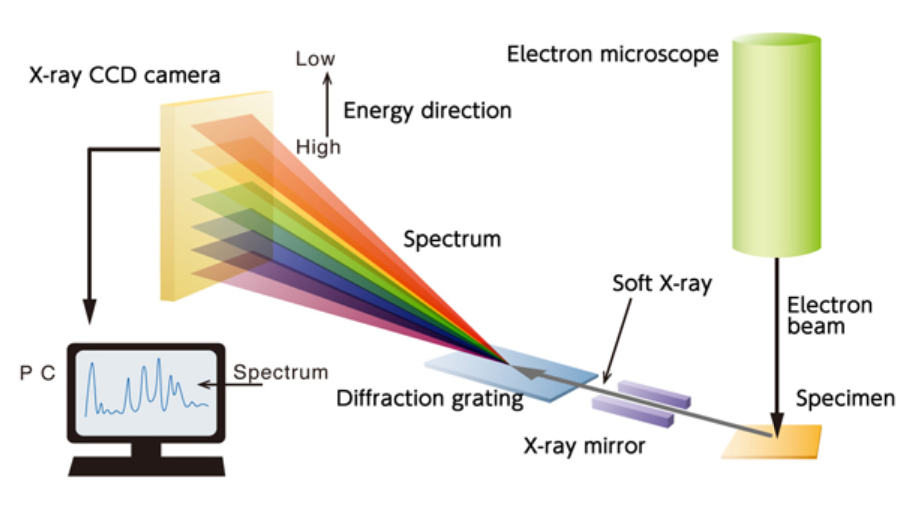 Low
Electron microscope
X-ray CCD camera
Energy direction
High
Spectrum
Soft X-ray
Electron
beam
P C
Spectrum
Diffraction grating
Specimen
X-ray mirror